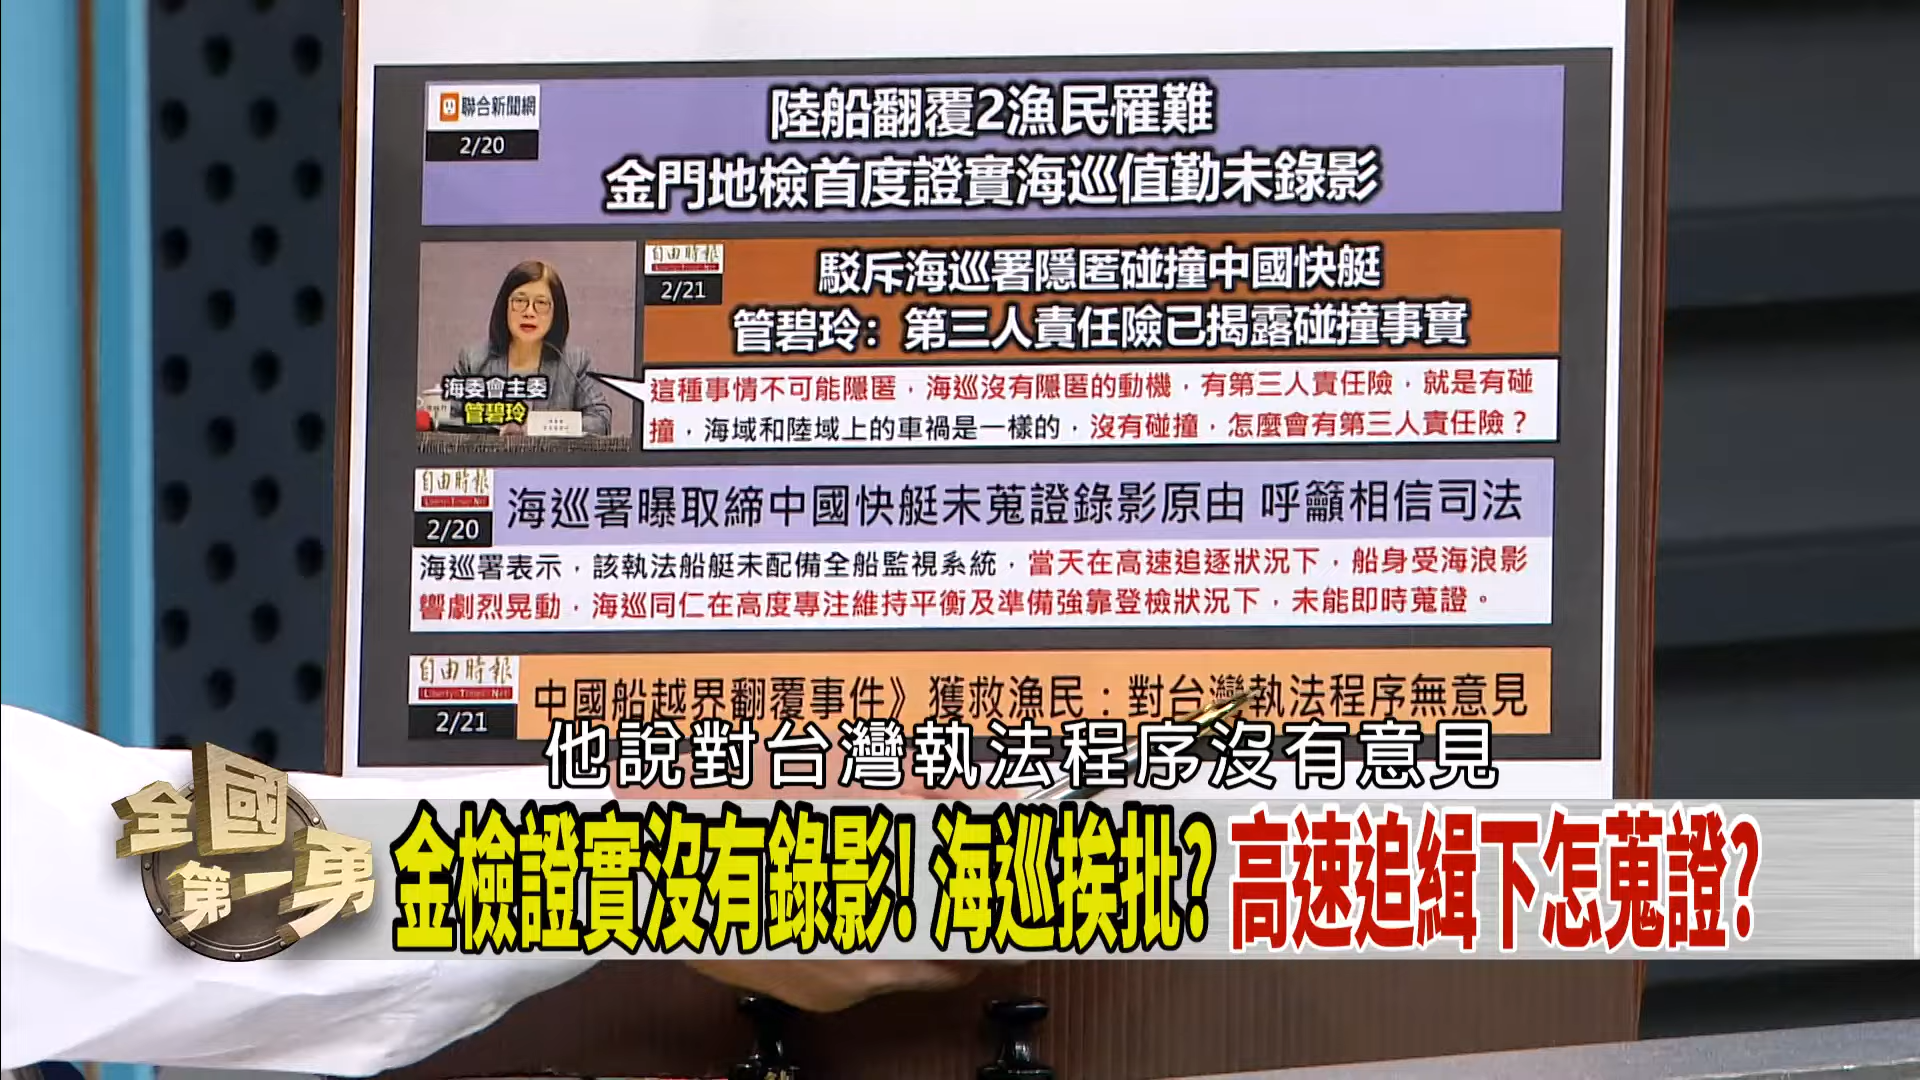 聯合新聞網
2/20
陸船翻覆2漁民罹難
金門地檢首度證實海巡值勤未錄影
自由時報
2/21
駁斥海巡署隱匿碰撞中國快艇
管碧玲：第三人責任險已揭露碰撞事實
海委會主委
管碧玲
這種事情不可能隱匿，海巡沒有隱匿的動機，有第三人責任險，就是有碰
撞，海域和陸域上的車禍是一樣的，沒有碰撞，怎麼會有第三人責任險？
自由時報
Liberty Times Net
2/20
海巡署曝取締中國快艇未蒐證錄影原由 呼籲相信司法
海巡署表示，該執法船艇未配備全船監視系統，當天在高速追逐狀況下，船身受海浪影
響劇烈晃動，海巡同仁在高度專注維持平衡及準備強靠登檢狀況下，未能即時蒐證。
自由時報
Liberty Times Net
2/21
中國船越界翻覆事件》獲救漁民：對台灣執法程序無意見
他說對台灣執法程序沒有意見
全國第一勇
金檢證實沒有錄影！海巡挨批？高速追緝下怎蒐證？